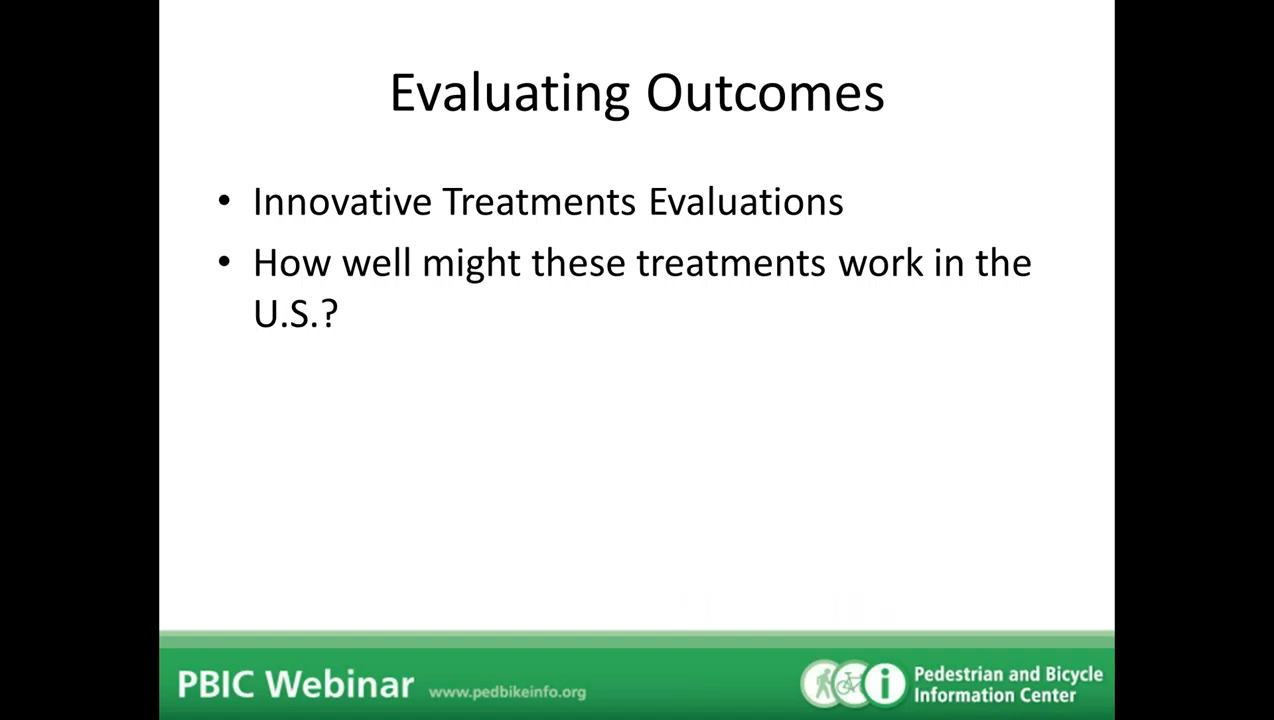 Evaluating Outcomes
• Innovative Treatments Evaluations
• How well might these treatments work in the
U.S.?
PBIC Webinar www.pedbikeinfo.org
Pedestrian and Bicycle
Information Center